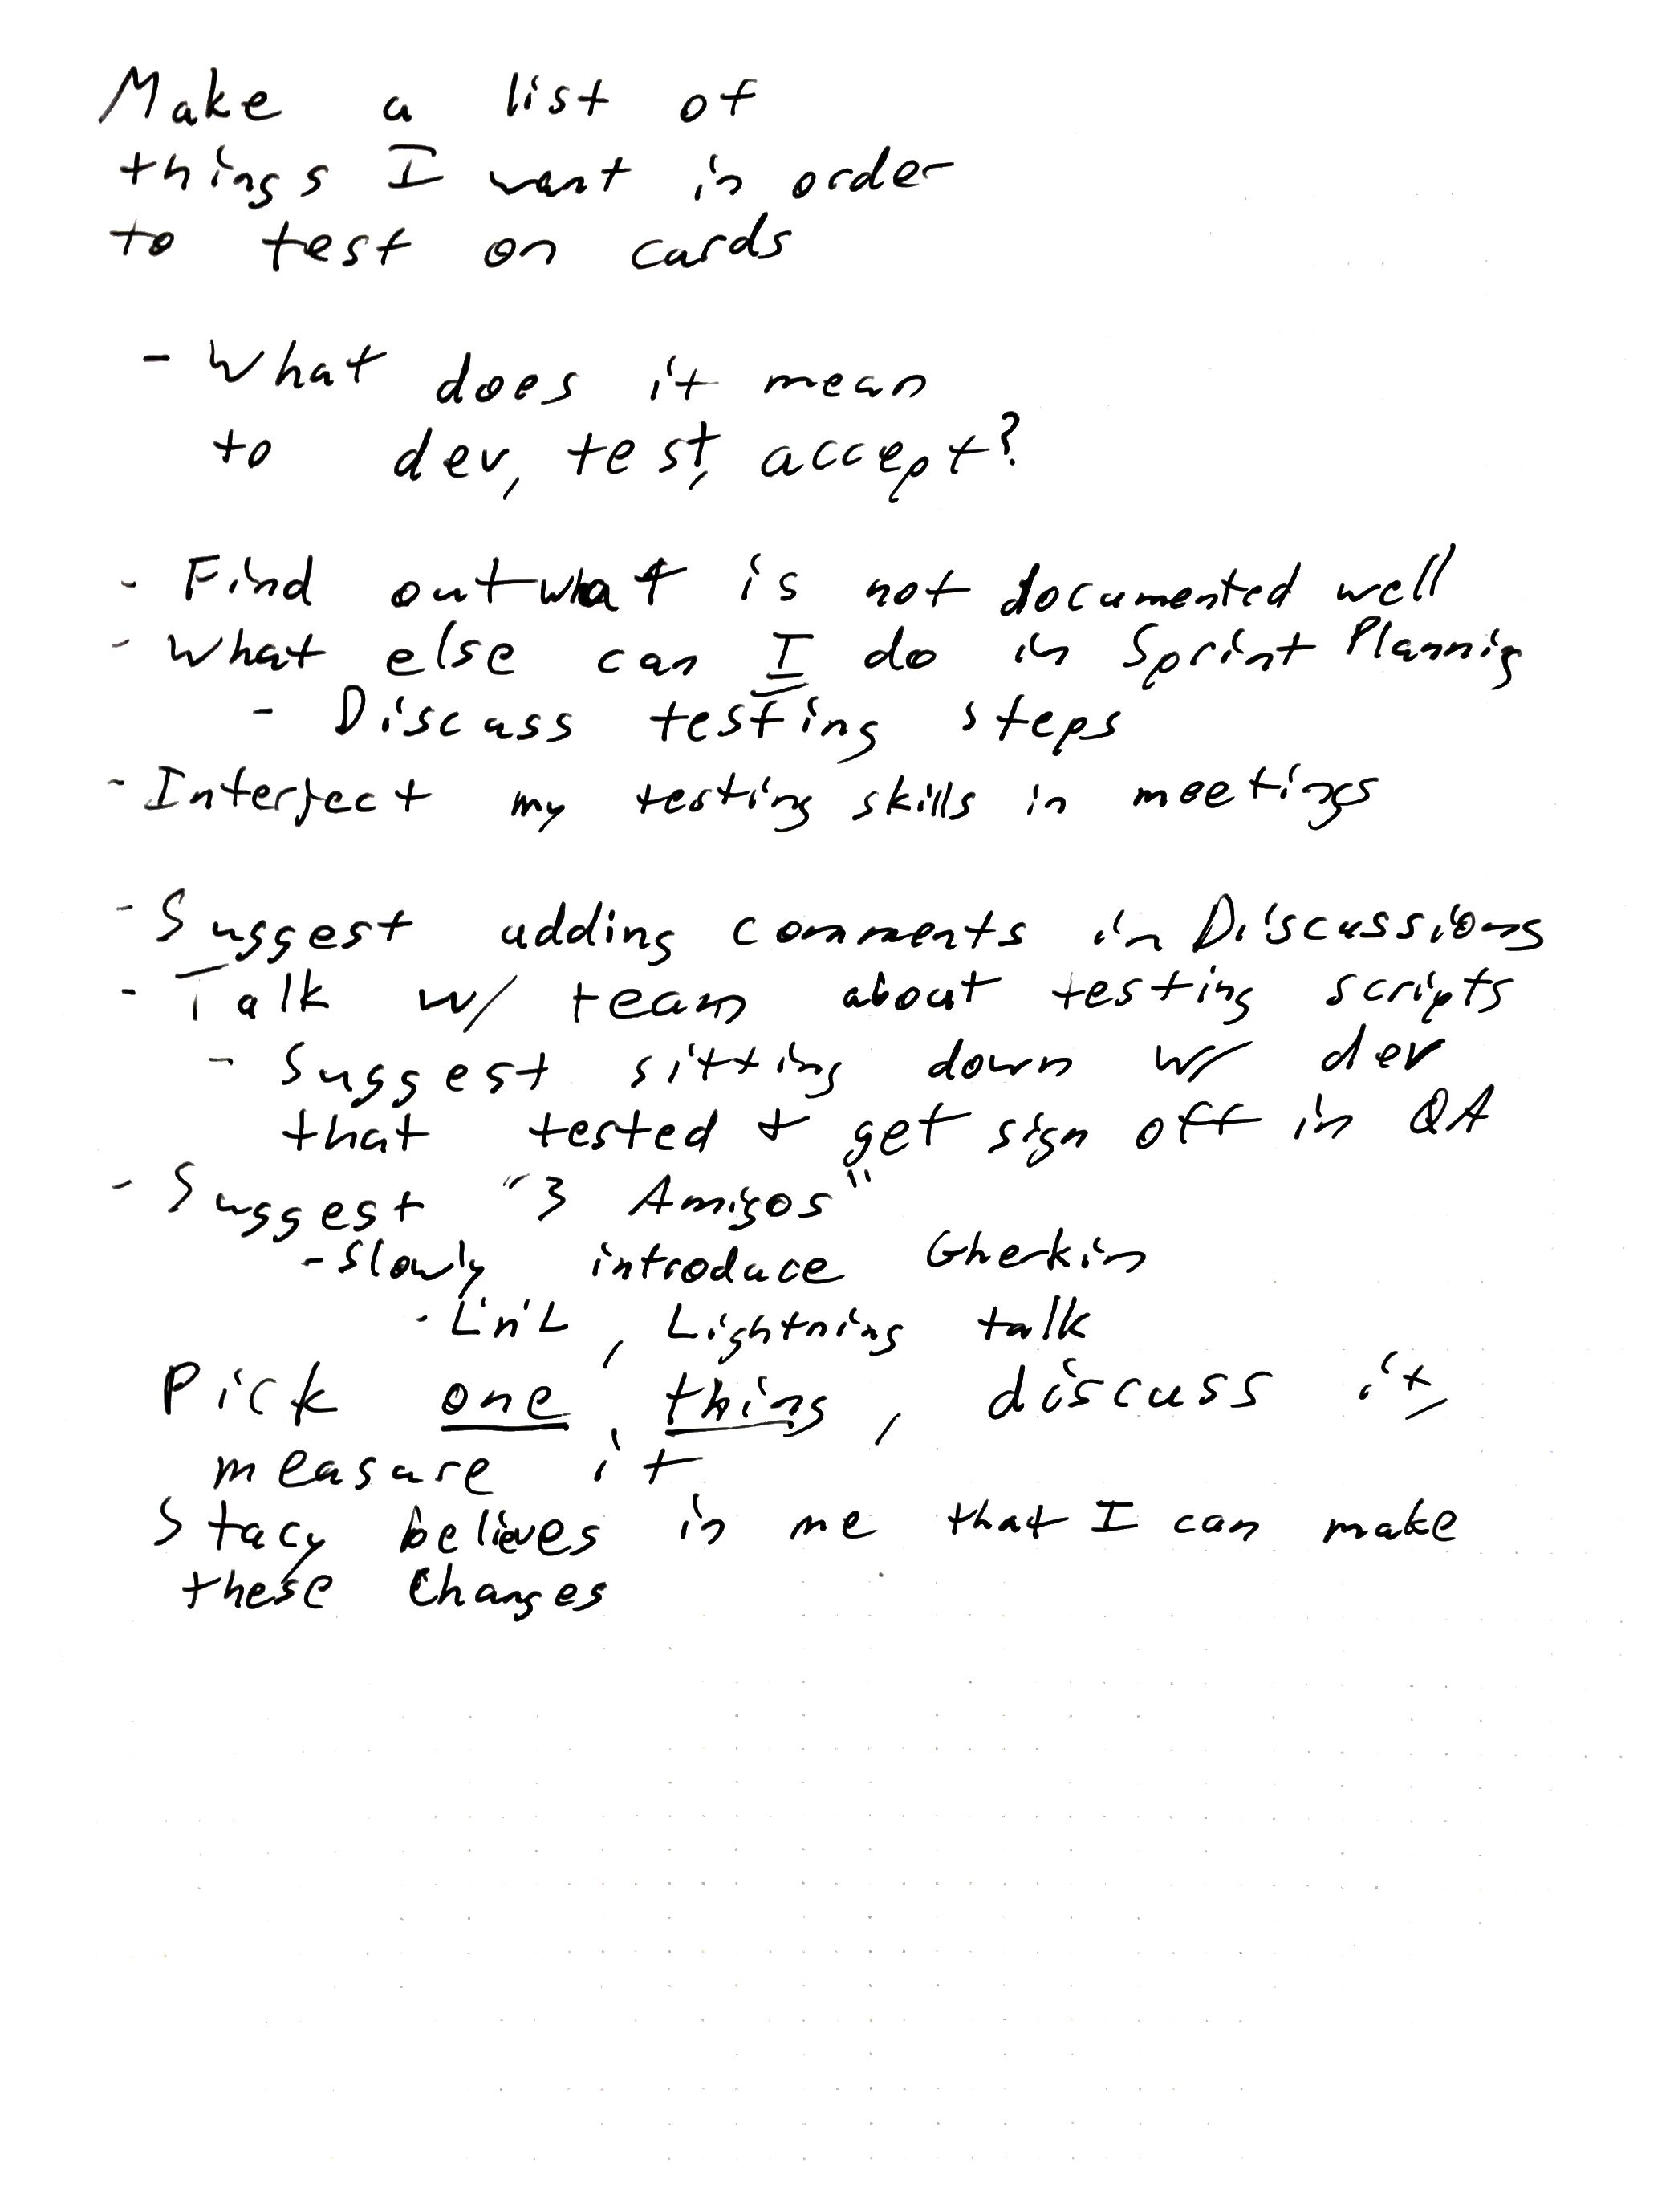 Make a list of
things I want in order
to test on cards
- What does it mean
to dev, test, accept?
- Find out what is not documented well
- What else can I do in Sprint Plannig
- Discuss testing steps
- Interject my testing skills in meetings
- Suggest adding comments in Discussions
- Talk w/ team about testing scripts
- Suggest sitting down w/ dev
that tested & get sign off in QA
- Suggest "3 Amigos"
- Slowly introduce Gherkin
- L'n'L, Lightning talk
Pick one thing, discuss it,
measure it
Stacy believes in me that I can make
these changes